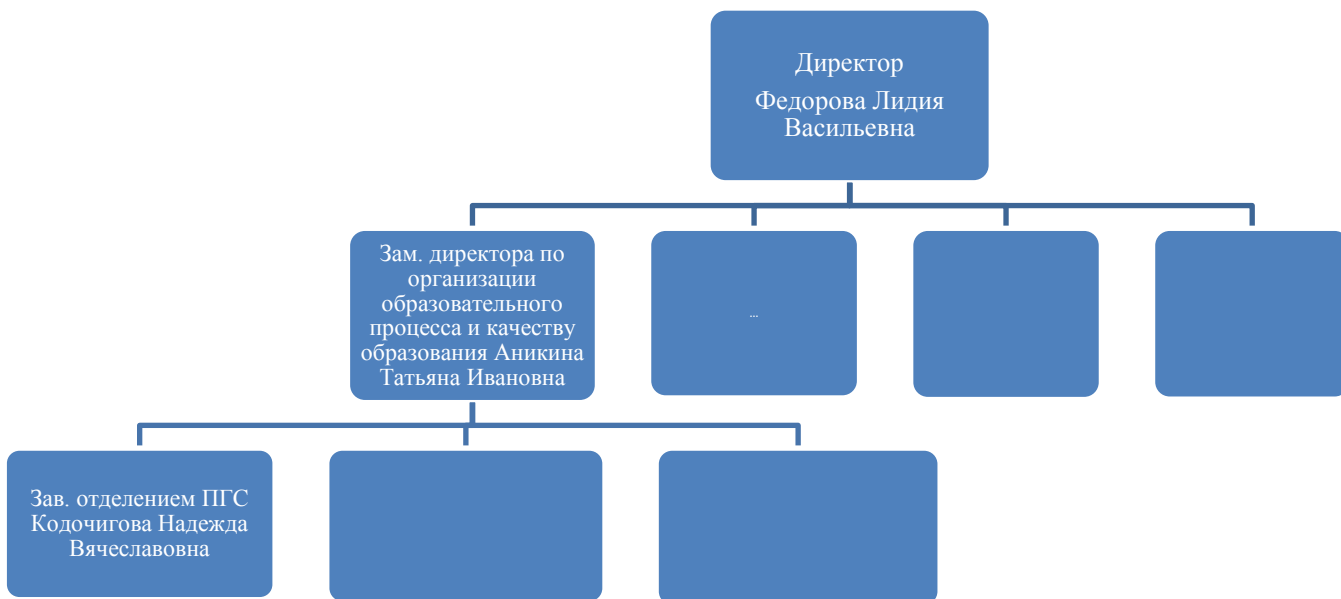 Директор
Федорова Лидия
Васильевна
Зам. директора по
организации
образовательного
процесса и качеству
образования Аникина
Татьяна Ивановна
...
Зав. отделением ПГС
Кодочигова Надежда
Вячеславовна